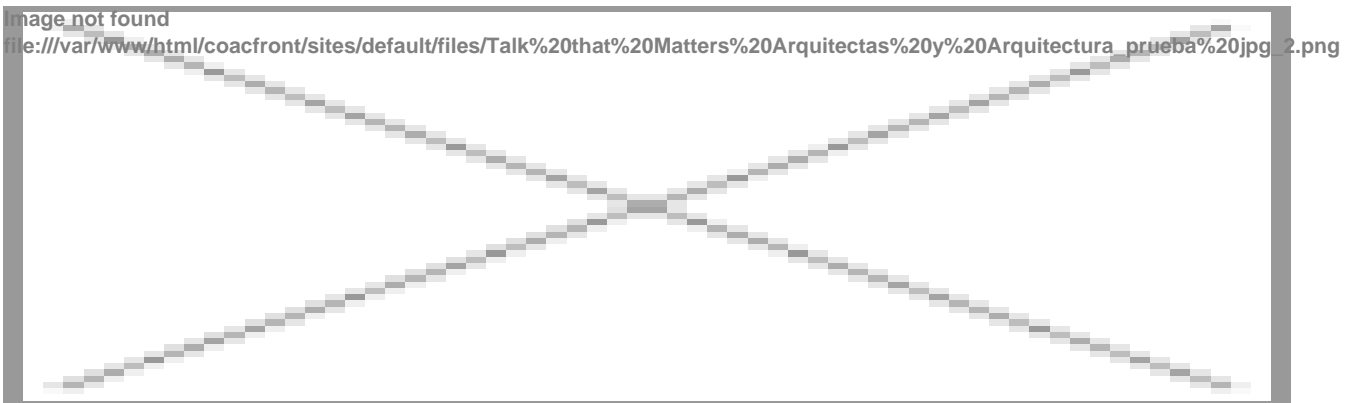 Image not found
file:///var/www/html/coacfront/sites/default/files/Talk%20that%20Matters%20Arquitectas%20y%20Arquitectura_prueba%20jpg_2.png